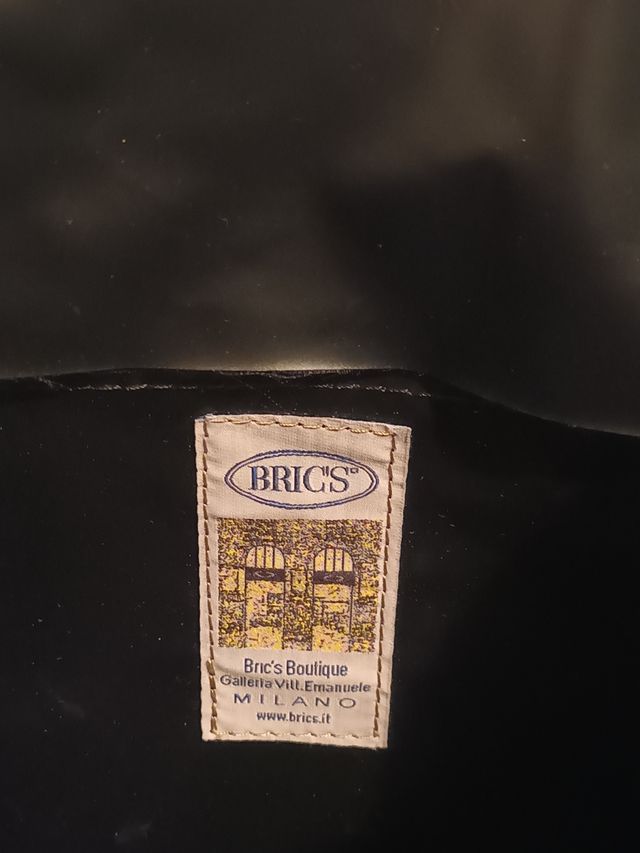 BRIC'S
Bric's Boutique
Galleria Vitt. Emanuele
MILANO
www.brics.it